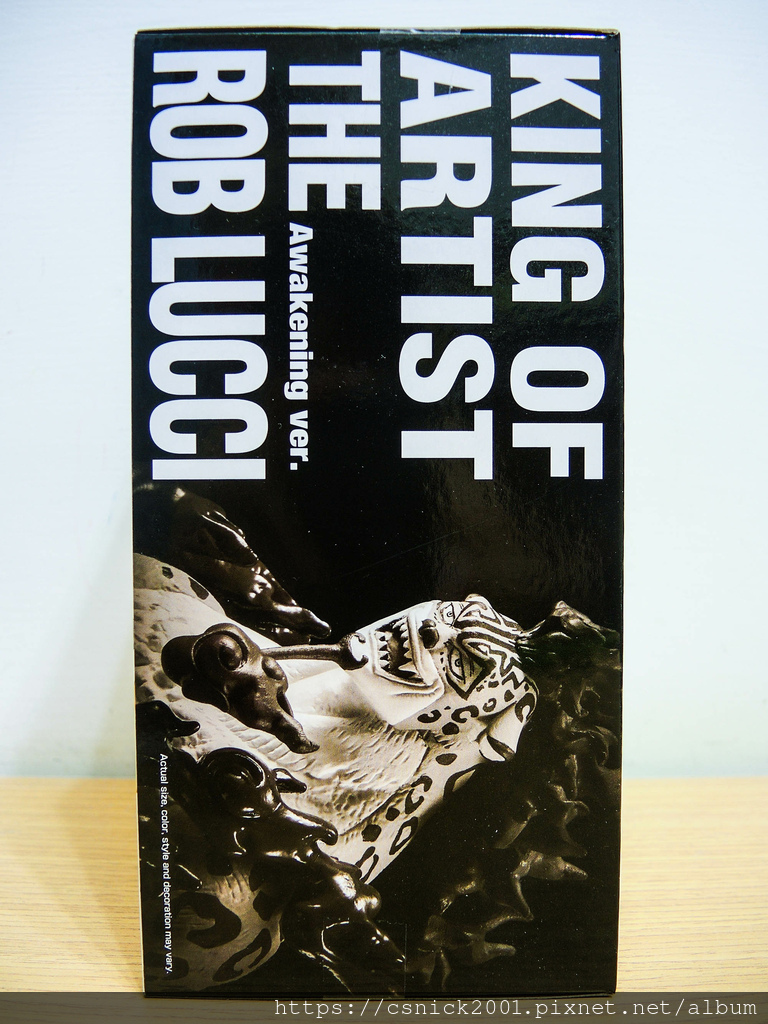 KING OF
ARTIST
THE
Awakening ver.
ROB LUCCI
Actual size, color, style and decoration may vary.
https://csnick2001.pixnet.net/album